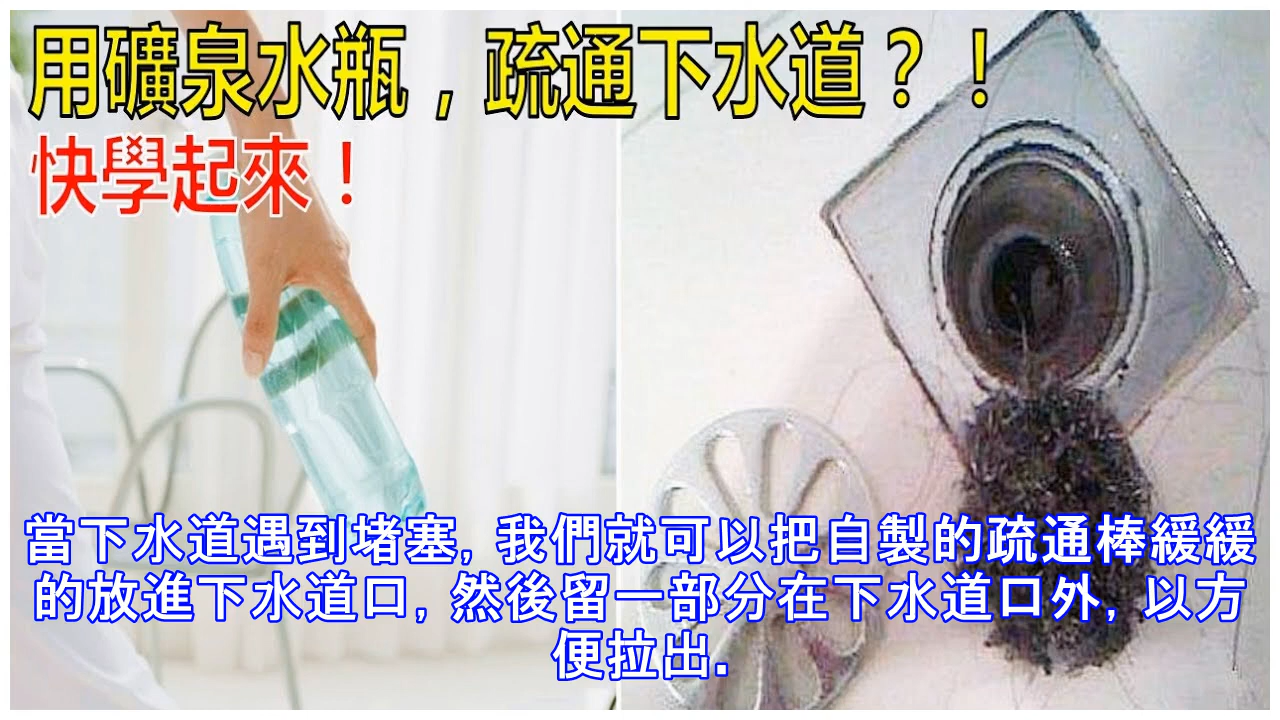 用礦泉水瓶，疏通下水道？！
快學起來！
當下水道遇到堵塞, 我們就可以把自製的疏通棒緩緩
的放進下水道口, 然後留一部分在下水道口外, 以方
便拉出.